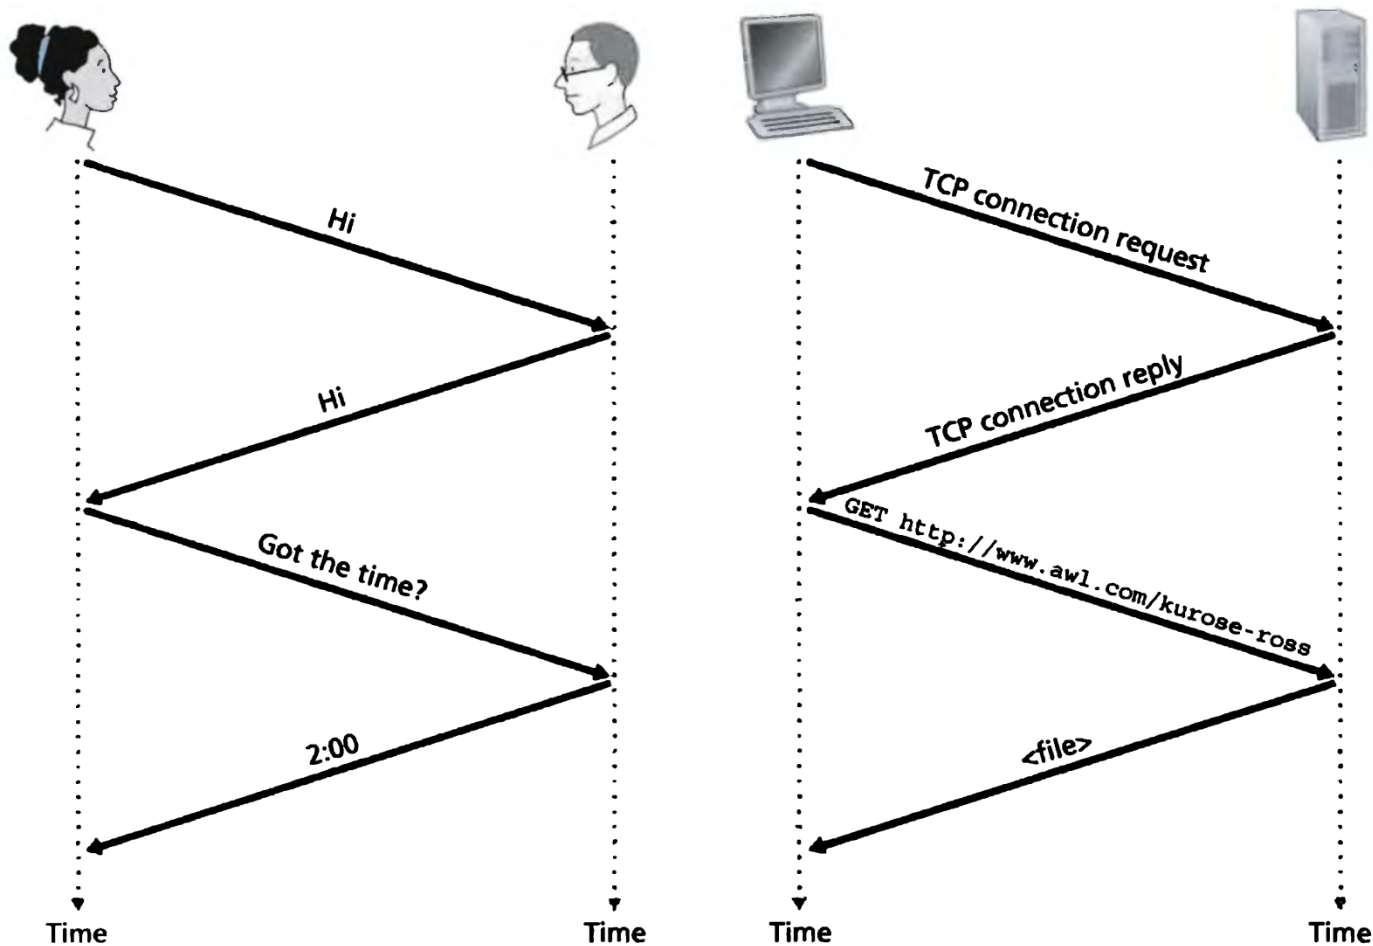 Hi
Hi
Got the time?
2:00
Time
Time
TCP connection request
TCP connection reply
GET http://www.awl.com/kurose-ross
<file>
Time
Time